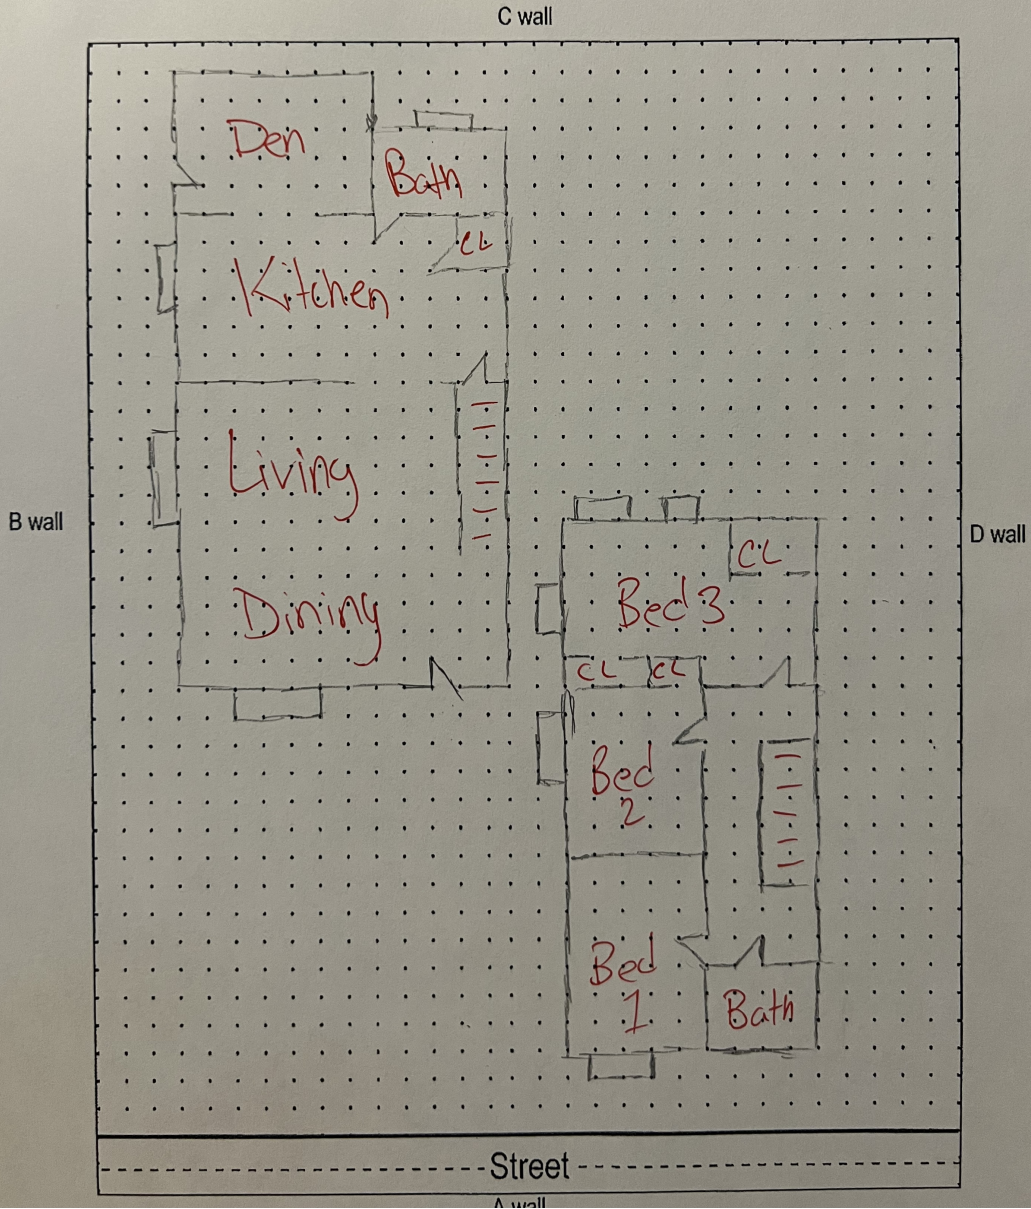 C wall
Den
Bath
CL
Kitchen
Living
B wall
D wall
CL
Bed 3
Dining
CL CL
Bed
2
Bed
1
Bath
Street
A wall